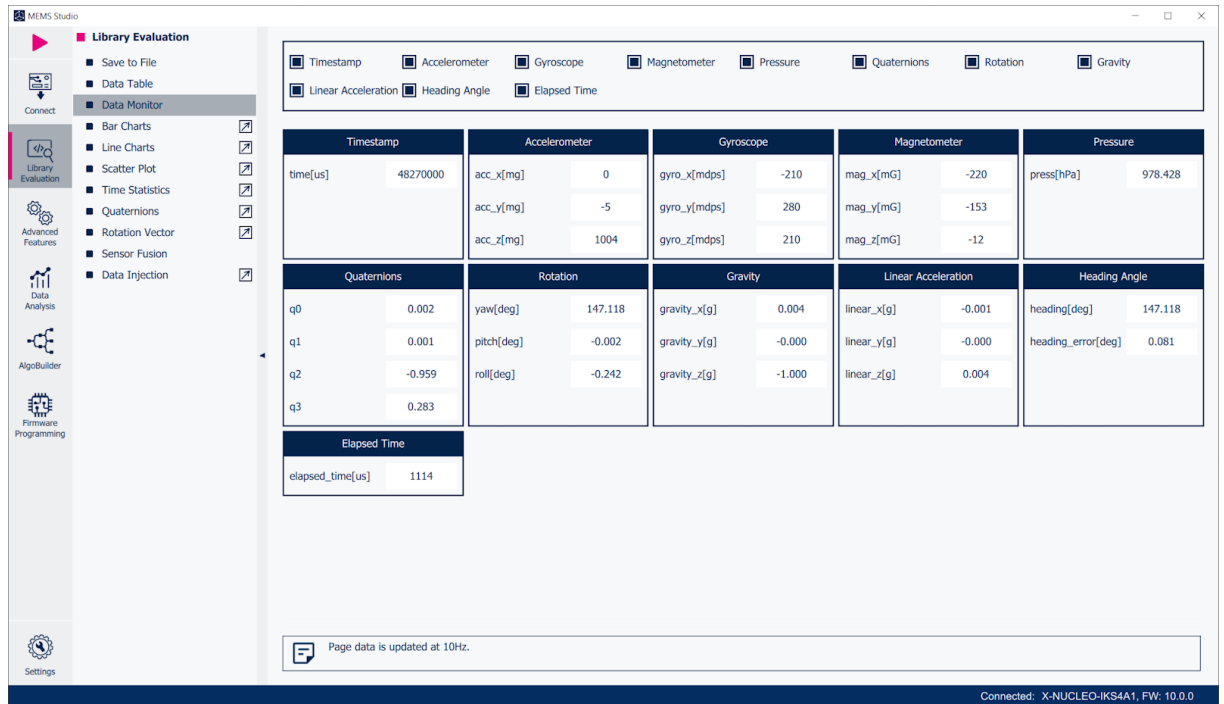 MEMS Studio
Connect
Library
Evaluation
Advanced
Features
Data
Analysis
AlgoBuilder
Firmware
Programming
Settings
Library Evaluation
Save to File
Data Table
Data Monitor
Bar Charts
Line Charts
Scatter Plot
Time Statistics
Quaternions
Rotation Vector
Sensor Fusion
Data Injection
Timestamp Accelerometer Gyroscope Magnetometer Pressure Quaternions Rotation Gravity
Linear Acceleration Heading Angle Elapsed Time
Timestamp
time[us] 48270000
Accelerometer
acc_x[mg] 0
acc_y[mg] -5
acc_z[mg] 1004
Gyroscope
gyro_x[mdps] -210
gyro_y[mdps] 280
gyro_z[mdps] 210
Magnetometer
mag_x[mG] -220
mag_y[mG] -153
mag_z[mG] -12
Pressure
press[hPa] 978.428
Quaternions
q0 0.002
q1 0.001
q2 -0.959
q3 0.283
Rotation
yaw[deg] 147.118
pitch[deg] -0.002
roll[deg] -0.242
Gravity
gravity_x[g] 0.004
gravity_y[g] -0.000
gravity_z[g] -1.000
Linear Acceleration
linear_x[g] -0.001
linear_y[g] -0.000
linear_z[g] 0.004
Heading Angle
heading[deg] 147.118
heading_error[deg] 0.081
Elapsed Time
elapsed_time[us] 1114
Page data is updated at 10Hz.
Connected: X-NUCLEO-IKS4A1, FW: 10.0.0